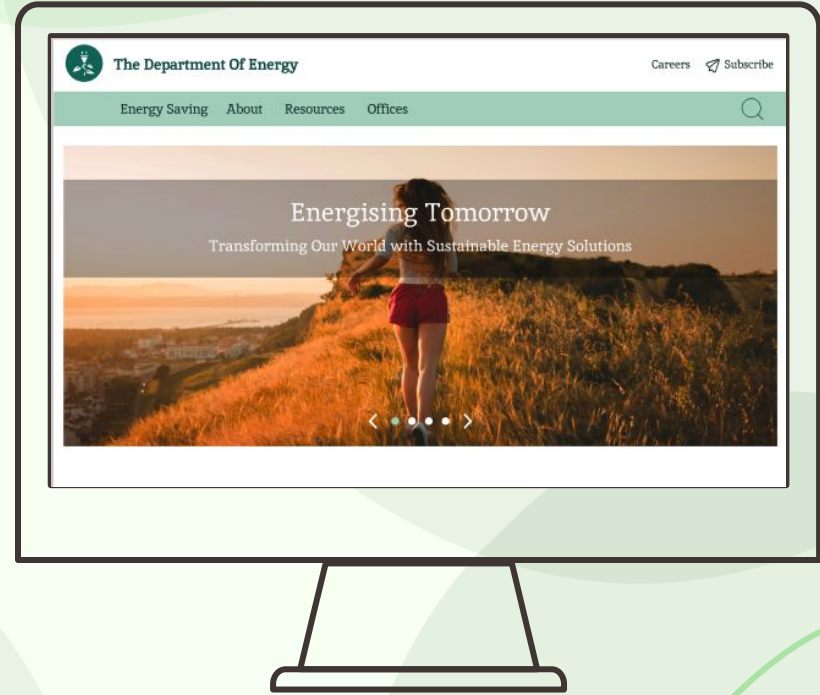 The Department Of Energy
Careers Subscribe
Energy Saving About Resources Offices
Energising Tomorrow
Transforming Our World with Sustainable Energy Solutions